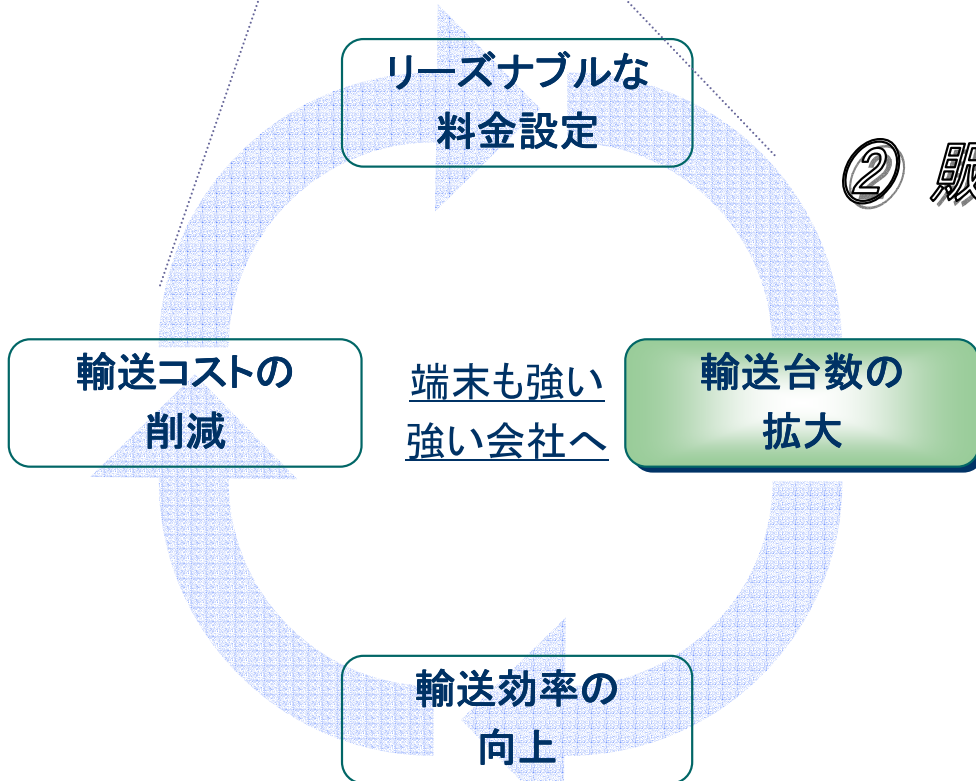 リーズナブルな
料金設定
② 販
輸送コストの
削減
端末も強い
強い会社へ
輸送台数の
拡大
輸送効率の
向上